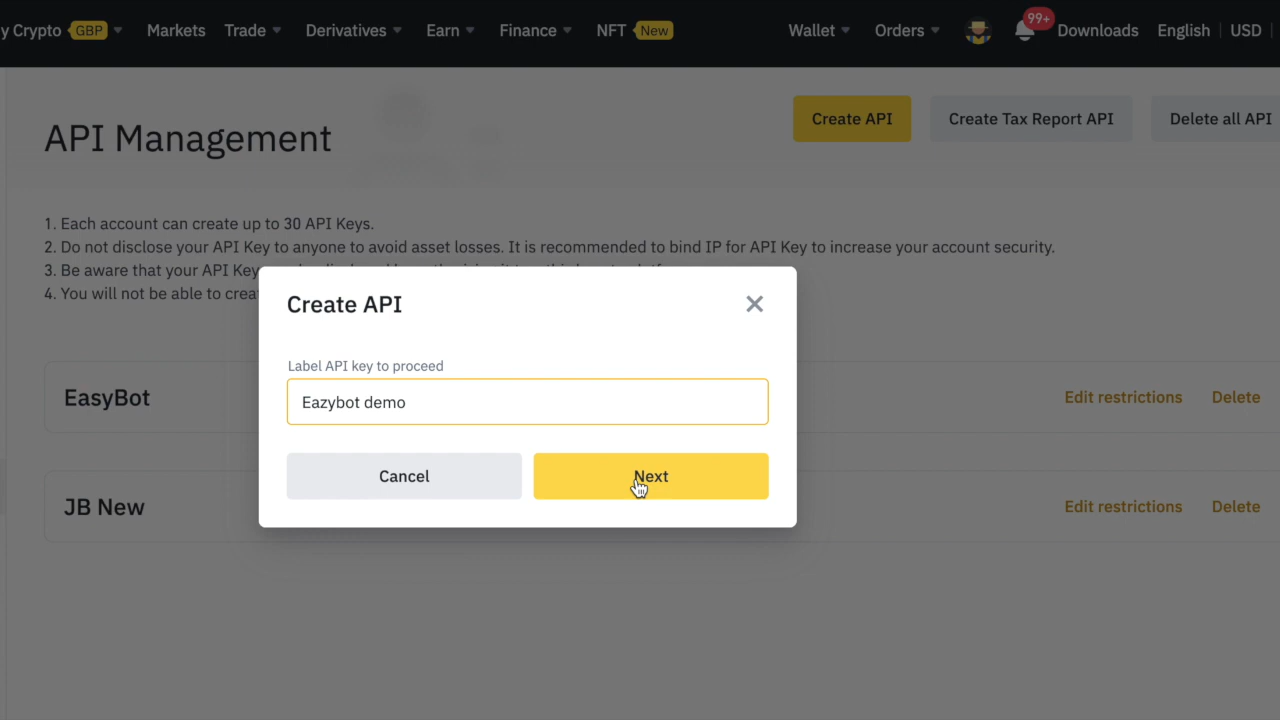 y Crypto GBP Markets Trade Derivatives Earn Finance NFT New Wallet Orders 99+ Downloads English USD
API Management
Create API Create Tax Report API Delete all API
1. Each account can create up to 30 API Keys.
2. Do not disclose your API Key to anyone to avoid asset losses. It is recommended to bind IP for API Key to increase your account security.
3. Be aware that your API Key
4. You will not be able to crea
Create API
Label API key to proceed
Eazybot demo
Cancel Next
EasyBot Edit restrictions Delete
JB New Edit restrictions Delete